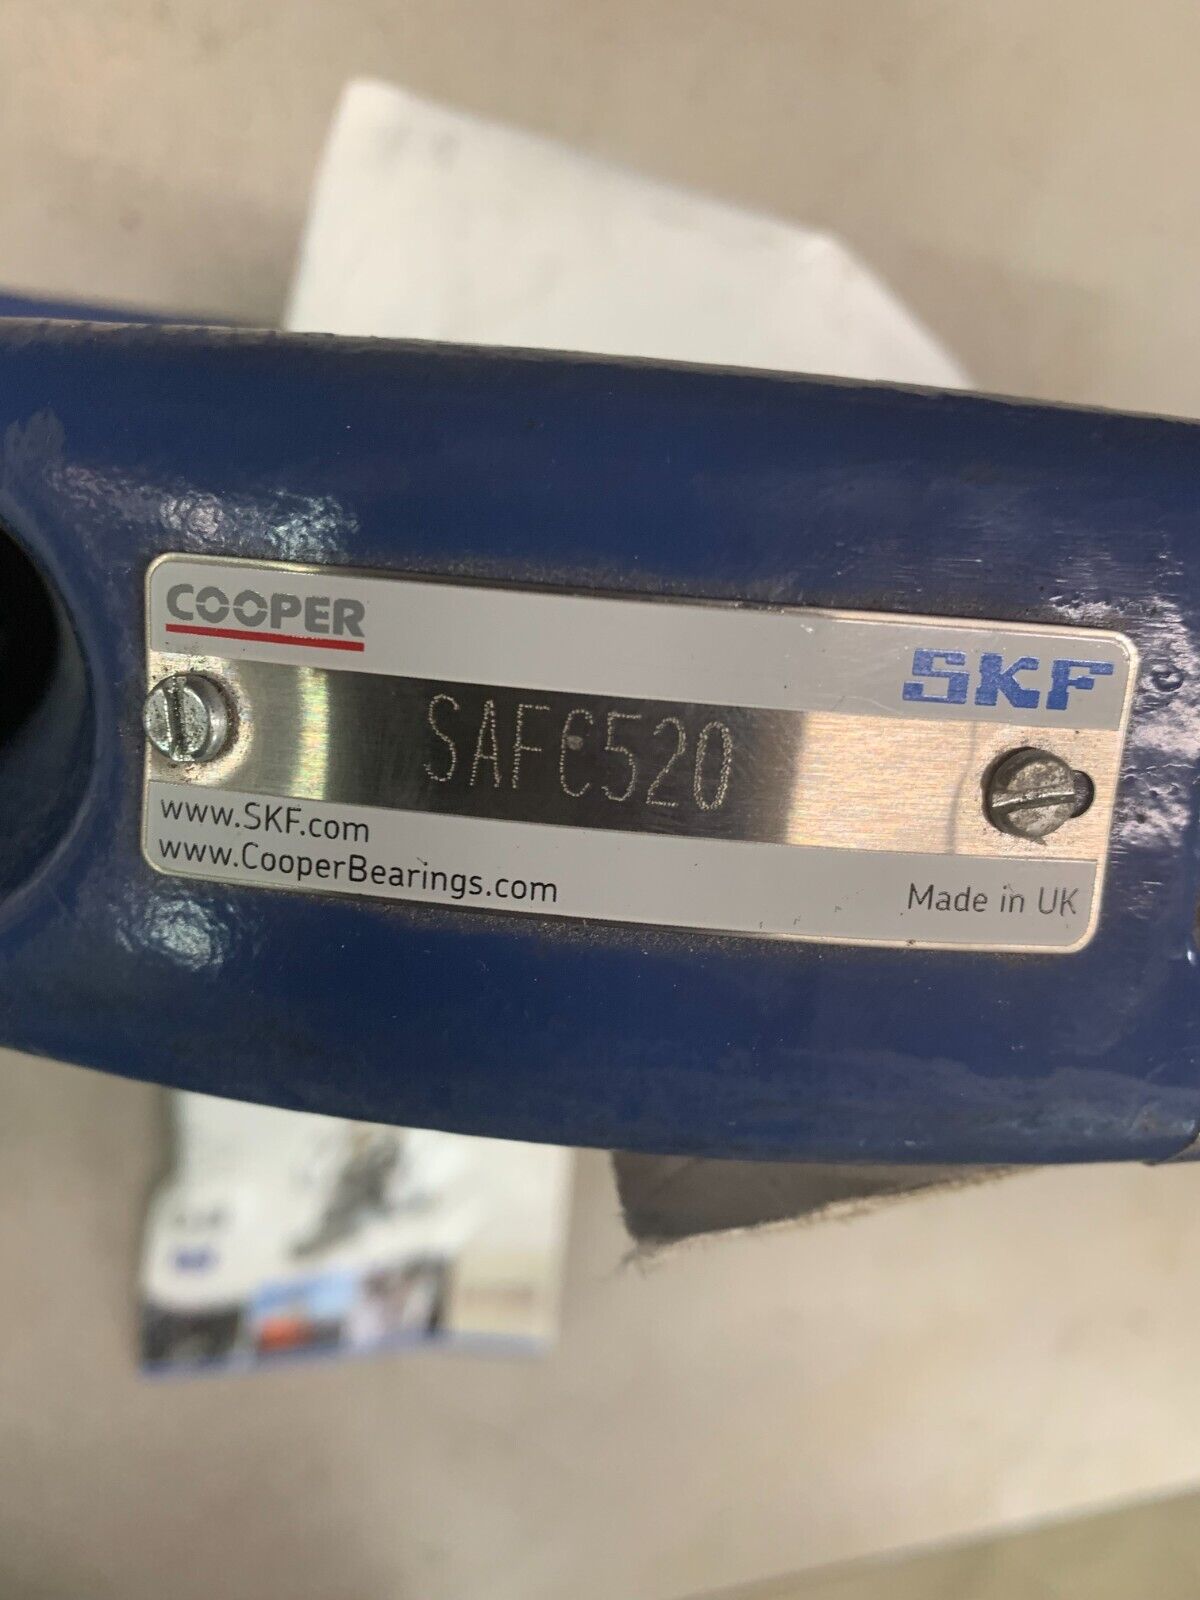 COOPER
SKF
SAFC520
www.SKF.com
www.CooperBearings.com
Made in UK